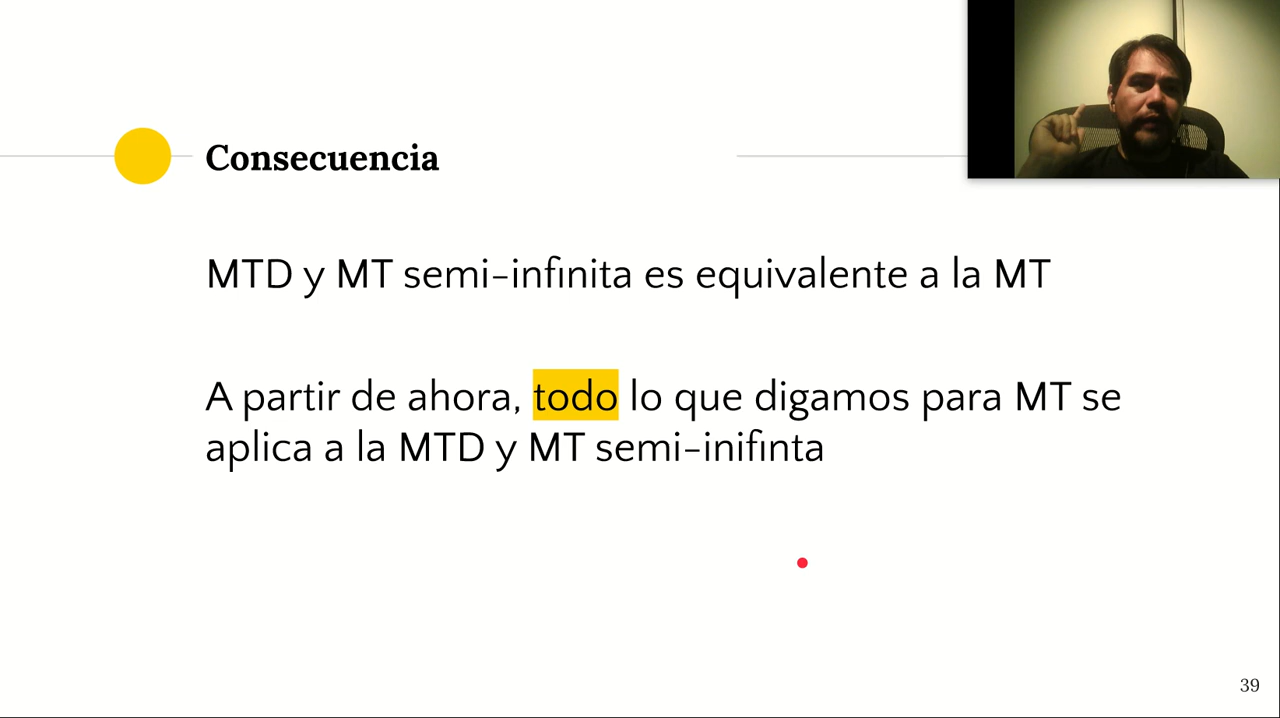 Consecuencia
MTD y MT semi-infinita es equivalente a la MT
A partir de ahora, todo lo que digamos para MT se
aplica a la MTD y MT semi-inifinta
39